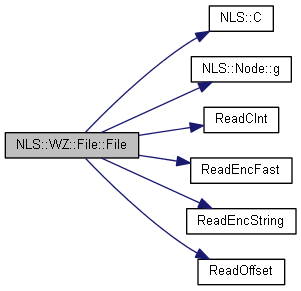 NLS::C
NLS::Node::g
ReadCInt
NLS::WZ::File::File
ReadEncFast
ReadEncString
ReadOffset